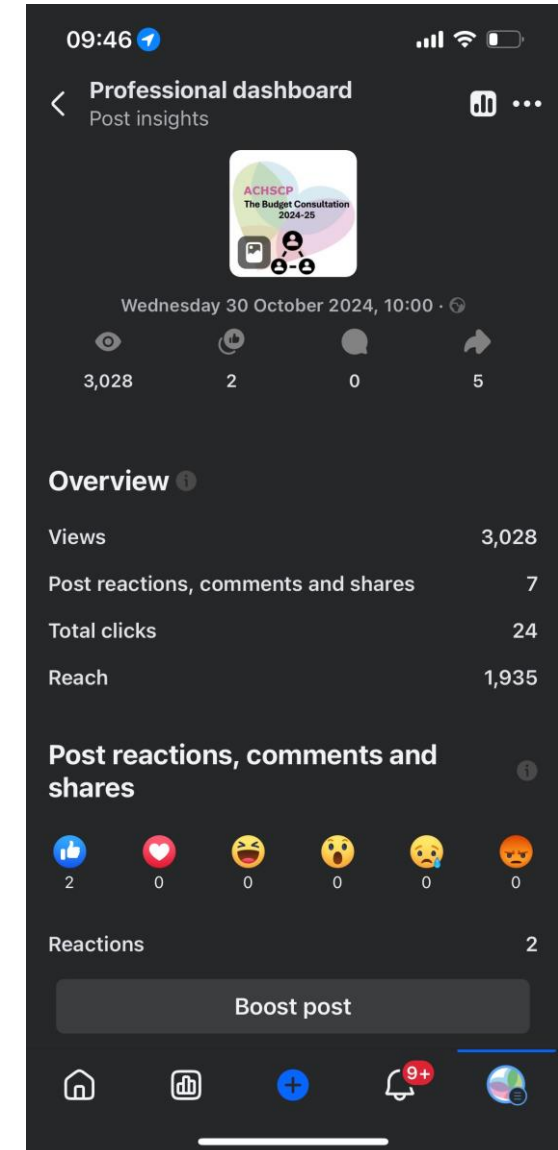 09:46
Professional dashboard
Post insights
ACHSCP
The Budget Consultation
2024-25
Wednesday 30 October 2024, 10:00 ·
3,028 2 0 5
Overview
Views 3,028
Post reactions, comments and shares 7
Total clicks 24
Reach 1,935
Post reactions, comments and
shares
2 0 0 0 0 0
Reactions 2
Boost post
9+